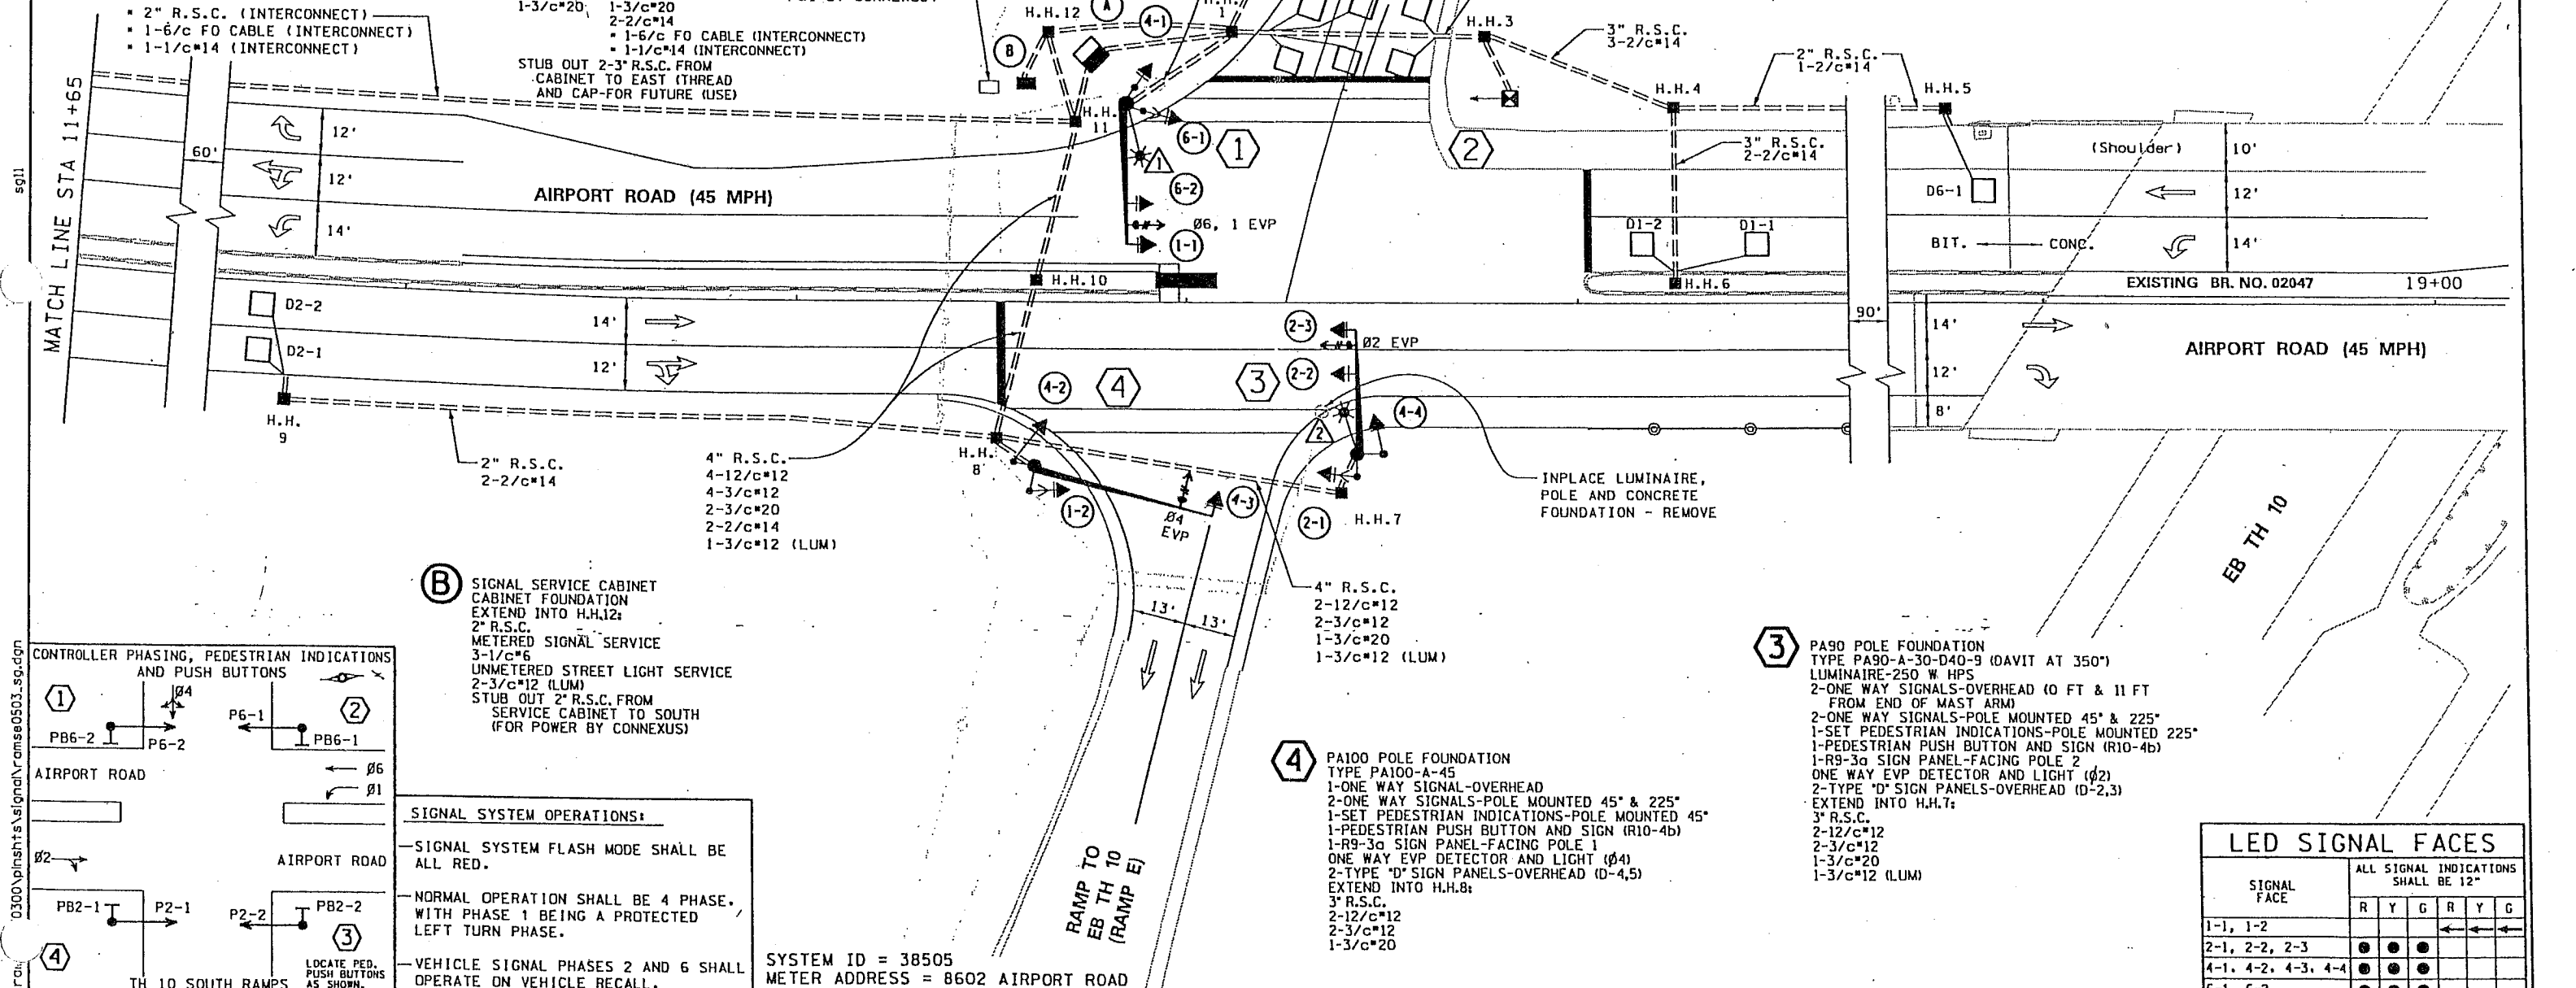 ▪ 2" R.S.C. (INTERCONNECT)
▪ 1-6/c FO CABLE (INTERCONNECT)
▪ 1-1/c#14 (INTERCONNECT)
1-3/c#20
1-3/c#20
2-2/c#14
▪ 1-6/c FO CABLE (INTERCONNECT)
▪ 1-1/c#14 (INTERCONNECT)
STUB OUT 2-3" R.S.C. FROM
CABINET TO EAST (THREAD
AND CAP-FOR FUTURE (USE)
H.H.12
A
4-1
B
1
H.H.3
3" R.S.C.
3-2/c#14
2" R.S.C.
1-2/c#14
H.H.4
H.H.5
H.H.
11
sg11
MATCH LINE STA 11+65
60'
12'
12'
14'
AIRPORT ROAD (45 MPH)
6-1
1
1
6-2
Ø6, 1 EVP
1-1
2
3" R.S.C.
2-2/c#14
D1-2
D1-1
(Shoulder)
10'
D6-1
12'
BIT.
CONC.
14'
H.H.10
H.H.6
EXISTING BR. NO. 02047
19+00
D2-2
D2-1
14'
12'
2-3
Ø2 EVP
2-2
90'
14'
12'
8'
AIRPORT ROAD (45 MPH)
4-2
4
3
4-4
2
H.H.
9
H.H.
8
2" R.S.C.
2-2/c#14
4" R.S.C.
4-12/c#12
4-3/c#12
2-3/c#20
2-2/c#14
1-3/c#12 (LUM)
1-2
Ø4
EVP
4-3
2-1
H.H.7
INPLACE LUMINAIRE,
POLE AND CONCRETE
FOUNDATION - REMOVE
EB TH 10
B
SIGNAL SERVICE CABINET
CABINET FOUNDATION
EXTEND INTO H.H.12:
2" R.S.C.
METERED SIGNAL SERVICE
3-1/c#6
UNMETERED STREET LIGHT SERVICE
2-3/c#12 (LUM)
STUB OUT 2" R.S.C. FROM
SERVICE CABINET TO SOUTH
(FOR POWER BY CONNEXUS)
13'
13'
4" R.S.C.
2-12/c#12
2-3/c#12
1-3/c#20
1-3/c#12 (LUM)
RAMP TO
EB TH 10
(RAMP E)
3
PA90 POLE FOUNDATION
TYPE PA90-A-30-D40-9 (DAVIT AT 350°)
LUMINAIRE-250 W HPS
2-ONE WAY SIGNALS-OVERHEAD (0 FT & 11 FT
FROM END OF MAST ARM)
2-ONE WAY SIGNALS-POLE MOUNTED 45° & 225°
1-SET PEDESTRIAN INDICATIONS-POLE MOUNTED 225°
1-PEDESTRIAN PUSH BUTTON AND SIGN (R10-4b)
1-R9-3a SIGN PANEL-FACING POLE 2
ONE WAY EVP DETECTOR AND LIGHT (Ø2)
2-TYPE "D" SIGN PANELS-OVERHEAD (D-2,3)
EXTEND INTO H.H.7:
3" R.S.C.
2-12/c#12
2-3/c#12
1-3/c#20
1-3/c#12 (LUM)
4
PA100 POLE FOUNDATION
TYPE PA100-A-45
1-ONE WAY SIGNAL-OVERHEAD
2-ONE WAY SIGNALS-POLE MOUNTED 45° & 225°
1-SET PEDESTRIAN INDICATIONS-POLE MOUNTED 45°
1-PEDESTRIAN PUSH BUTTON AND SIGN (R10-4b)
1-R9-3a SIGN PANEL-FACING POLE 1
ONE WAY EVP DETECTOR AND LIGHT (Ø4)
2-TYPE "D" SIGN PANELS-OVERHEAD (D-4,5)
EXTEND INTO H.H.8:
3" R.S.C.
2-12/c#12
2-3/c#12
1-3/c#20
CONTROLLER PHASING, PEDESTRIAN INDICATIONS
AND PUSH BUTTONS
1
Ø4
2
P6-1
PB6-2
P6-2
PB6-1
AIRPORT ROAD
Ø6
Ø1
Ø2
AIRPORT ROAD
PB2-1
P2-1
P2-2
PB2-2
3
4
LOCATE PED.
PUSH BUTTONS
AS SHOWN.
TH 10 SOUTH RAMPS
SIGNAL SYSTEM OPERATIONS:
—SIGNAL SYSTEM FLASH MODE SHALL BE
ALL RED.
—NORMAL OPERATION SHALL BE 4 PHASE.
WITH PHASE 1 BEING A PROTECTED
LEFT TURN PHASE.
—VEHICLE SIGNAL PHASES 2 AND 6 SHALL
OPERATE ON VEHICLE RECALL.
SYSTEM ID = 38505
METER ADDRESS = 8602 AIRPORT ROAD
LED SIGNAL FACES
SIGNAL
FACE
ALL SIGNAL INDICATIONS
SHALL BE 12"
R Y G R Y G
1-1, 1-2
2-1, 2-2, 2-3
4-1, 4-2, 4-3, 4-4